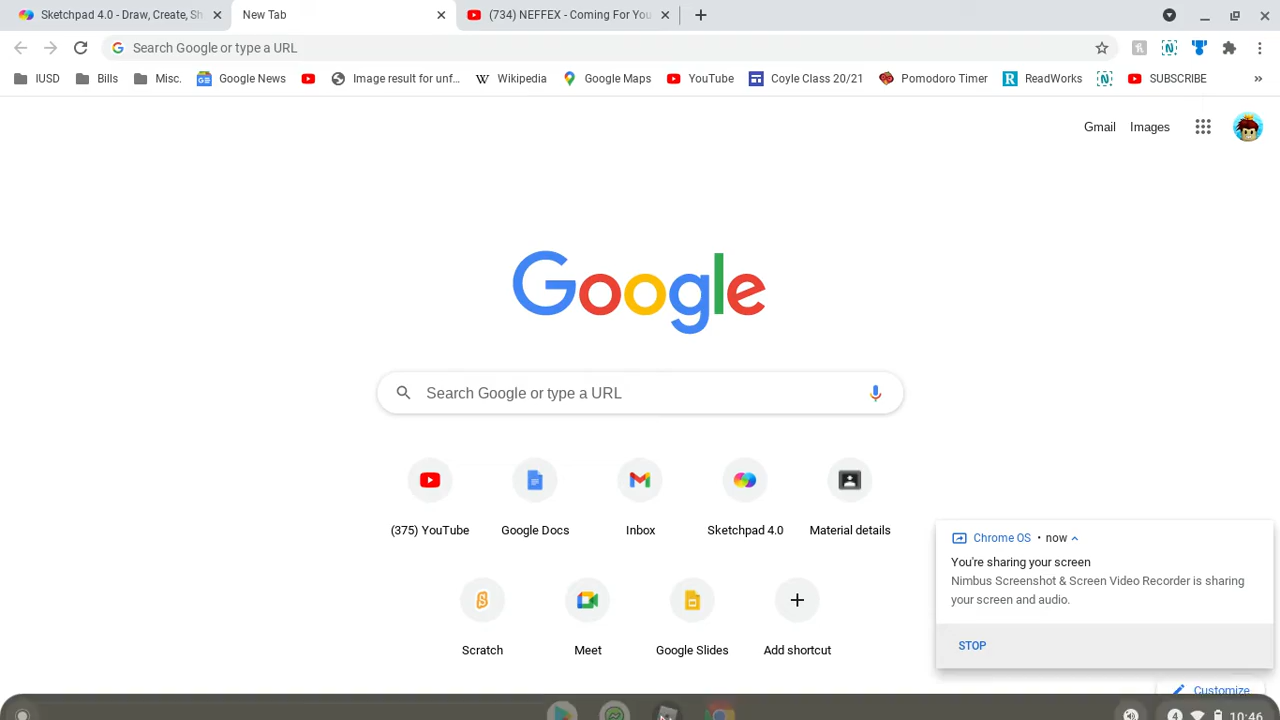 Sketchpad 4.0 - Draw, Create, Sh
New Tab
(734) NEFFEX - Coming For You
Search Google or type a URL
IUSD
Bills
Misc.
Google News
Image result for unf...
Wikipedia
Google Maps
YouTube
Coyle Class 20/21
Pomodoro Timer
ReadWorks
SUBSCRIBE
Gmail
Images
Google
Search Google or type a URL
(375) YouTube
Google Docs
Inbox
Sketchpad 4.0
Material details
Scratch
Meet
Google Slides
Add shortcut
Chrome OS • now
You're sharing your screen
Nimbus Screenshot & Screen Video Recorder is sharing
your screen and audio.
STOP
Customize
4
10:46